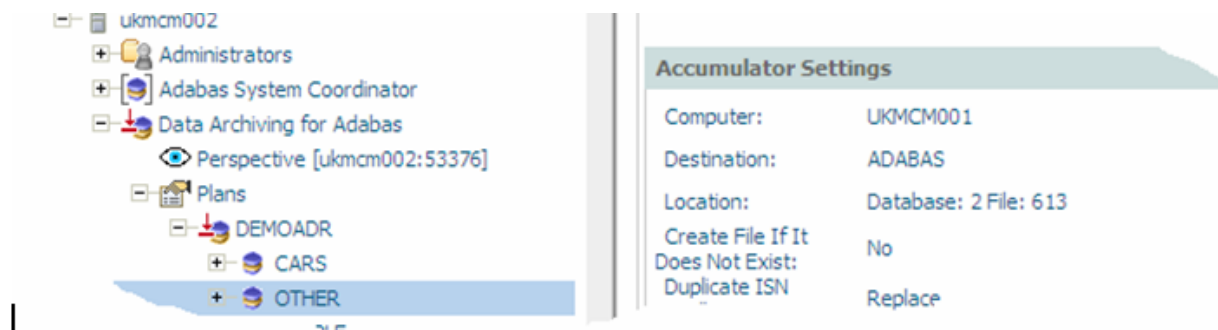 ukmcm002
Administrators
Adabas System Coordinator
Data Archiving for Adabas
Perspective [ukmcm002:53376]
Plans
DEMOADR
CARS
OTHER
Accumulator Settings
Computer: UKMCM001
Destination: ADABAS
Location: Database: 2 File: 613
Create File If It
Does Not Exist: No
Duplicate ISN
Replace